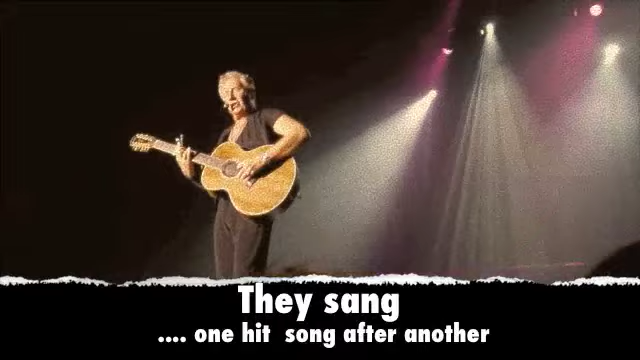 They sang
.... one hit  song after another